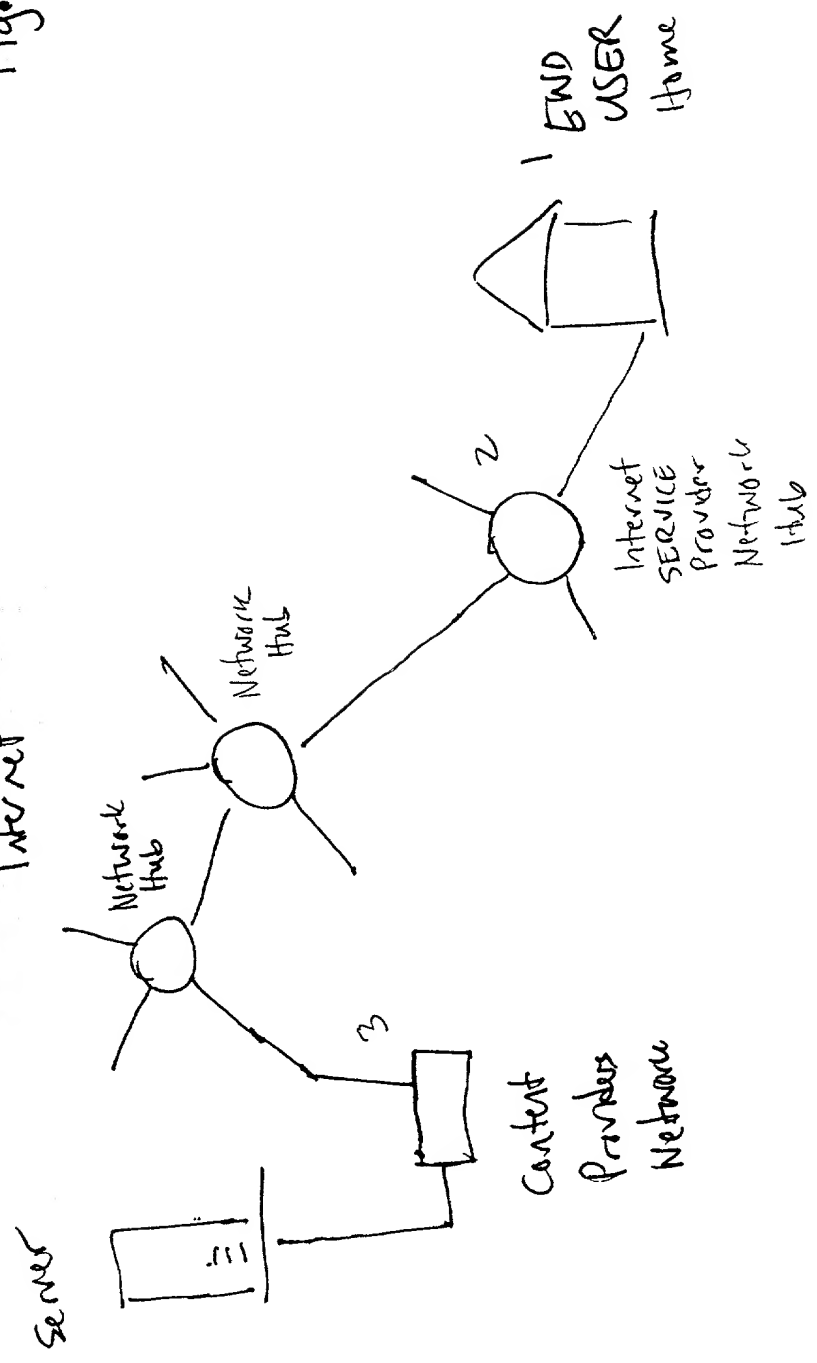 Internet
Server
Network
Hub
Network
Hub
3
Content
Providers
Network
2
Internet
SERVICE
Provider
Network
Hub
1
END
USER
Home